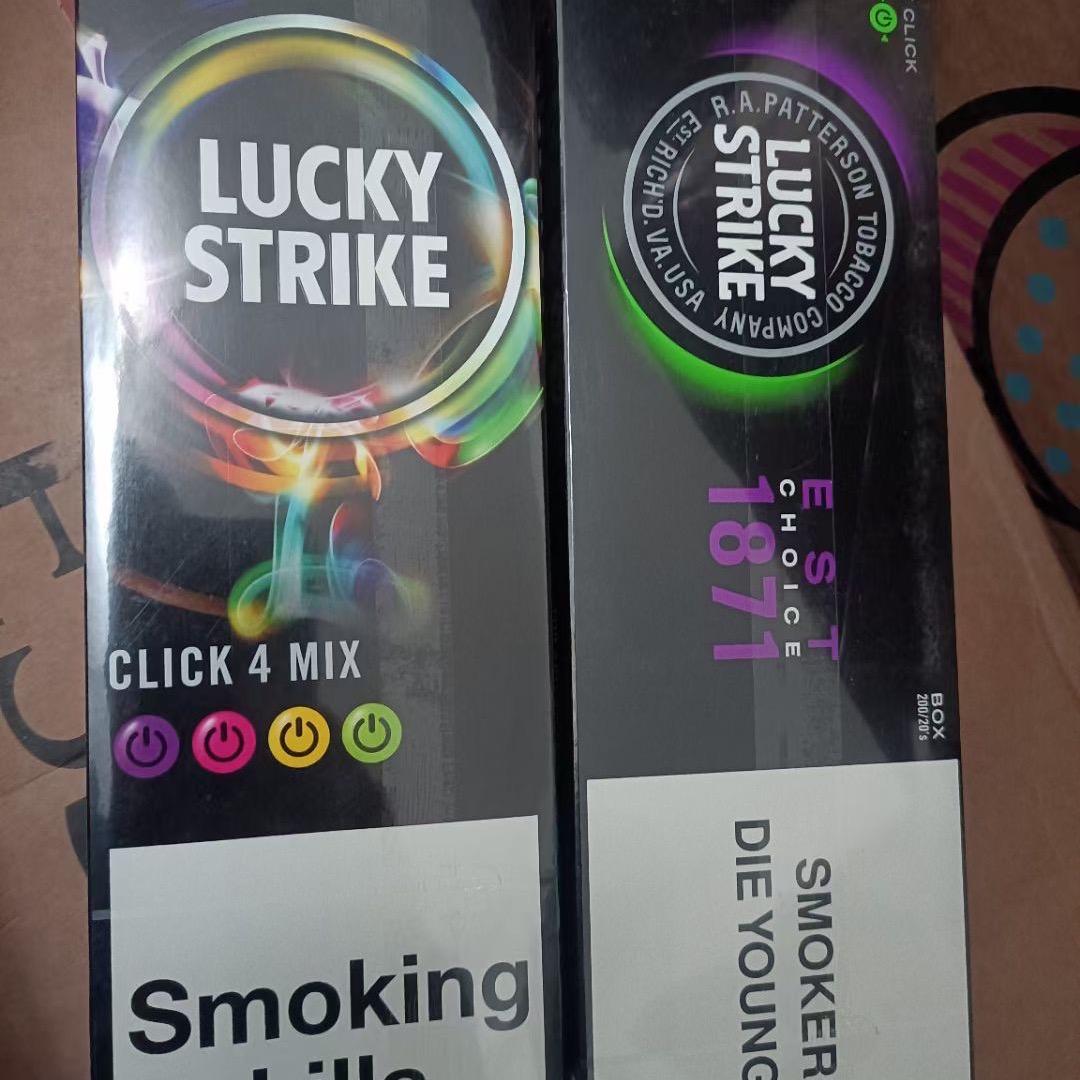 LUCKY
STRIKE
CLICK 4 MIX
Smoking
kills
CLICK
R.A.PATTERSON TOBACCO COMPANY
EST RICH'D. VA. USA
LUCKY
STRIKE
EST
CHOICE
1871
BOX
200/20's
SMOKER
DIE YOUNG